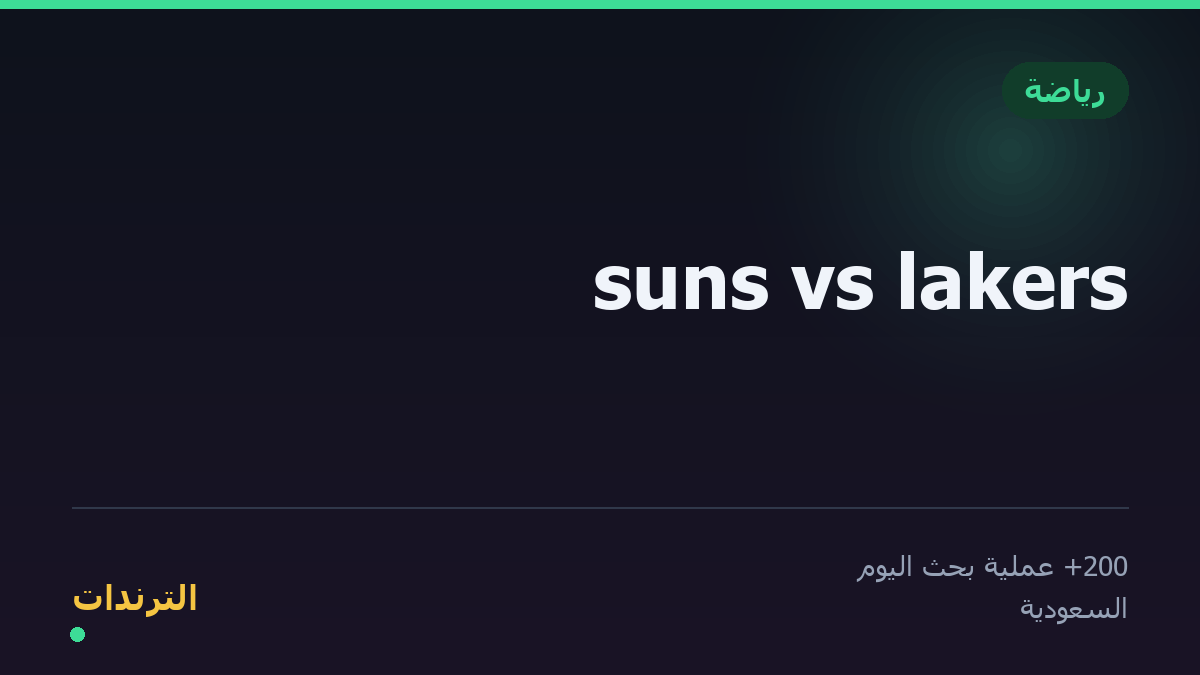 رياضة
suns vs lakers
200+ عملية بحث اليوم
السعودية
الترندات